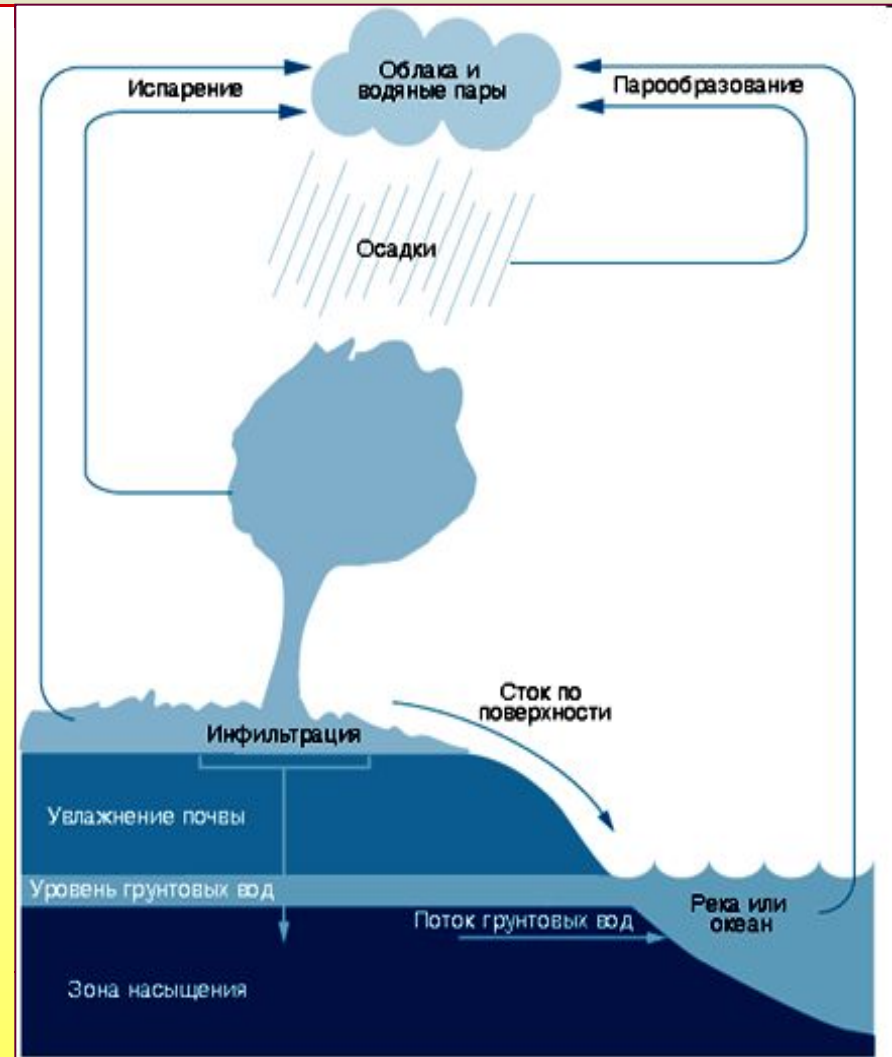 Облака и
водяные пары
Испарение
Парообразование
Осадки
Сток по
поверхности
Инфильтрация
Увлажнение почвы
Уровень грунтовых вод
Поток грунтовых вод
Река или
океан
Зона насыщения